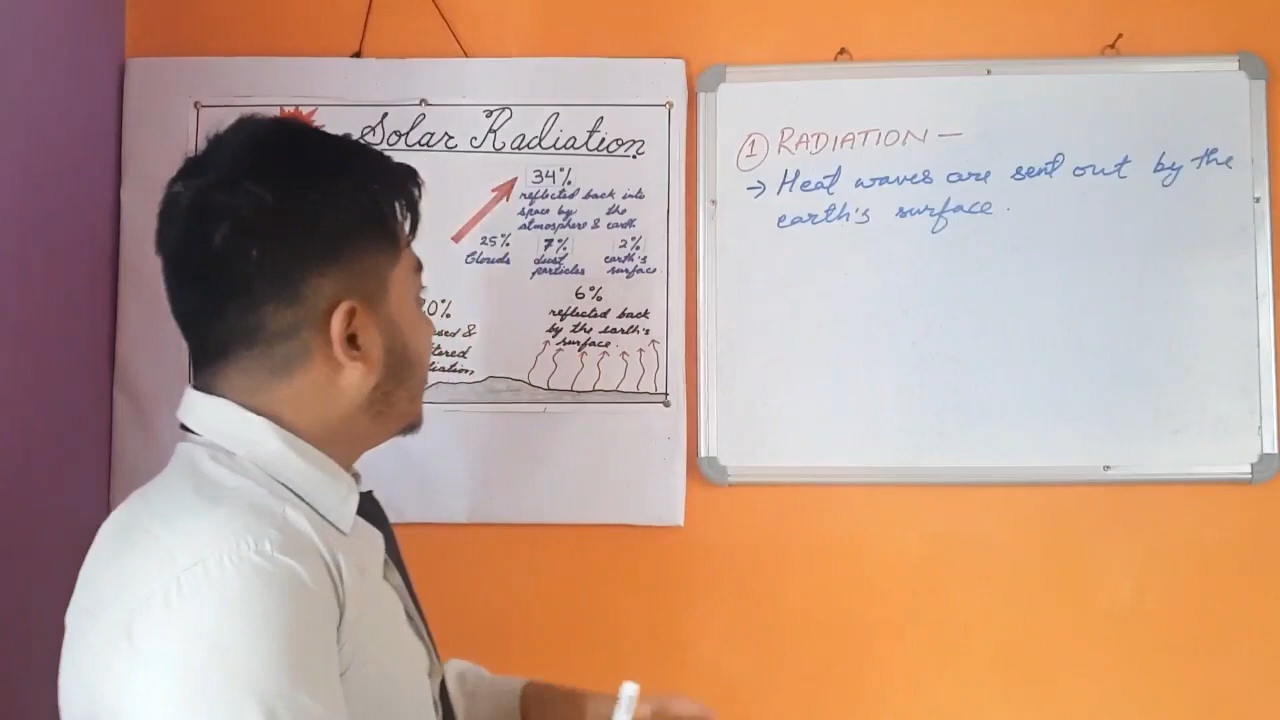 Solar Radiation
34%
reflected back into
space by the
atmosphere & earth
25% 7% 2%
Clouds dust earth's
particles surface
6%
reflected back
by the earth's
surface.
① RADIATION —
→ Heat waves are sent out by the
earth's surface.